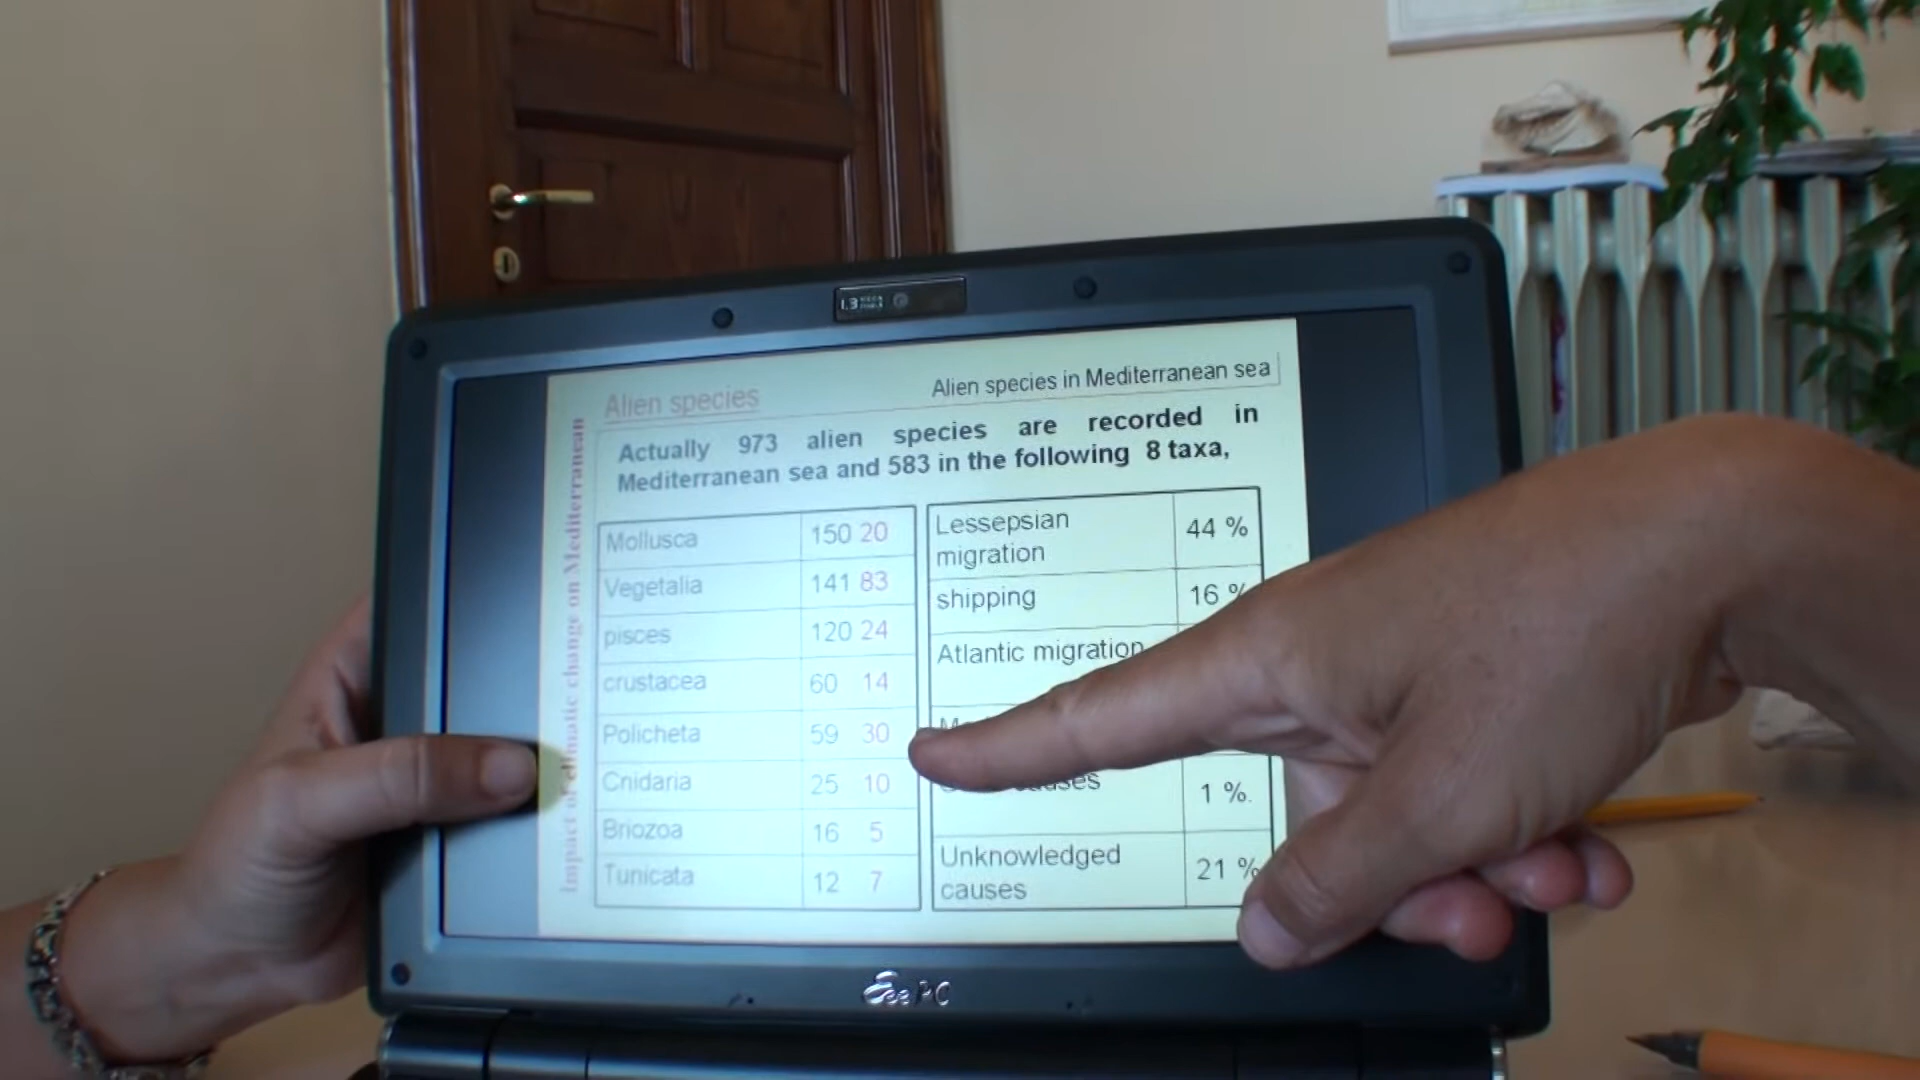 1.3
Alien species
Alien species in Mediterranean sea
Impact of climatic change on Mediterranean
Actually 973 alien species are recorded in
Mediterranean sea and 583 in the following 8 taxa,
Mollusca 150 20
Vegetalia 141 83
pisces 120 24
crustacea 60 14
Policheta 59 30
Cnidaria 25 10
Briozoa 16 5
Tunicata 12 7
Lessepsian
migration 44 %
shipping 16 %
Atlantic migration
1 %.
Unknowledged
causes 21 %
Eee PC